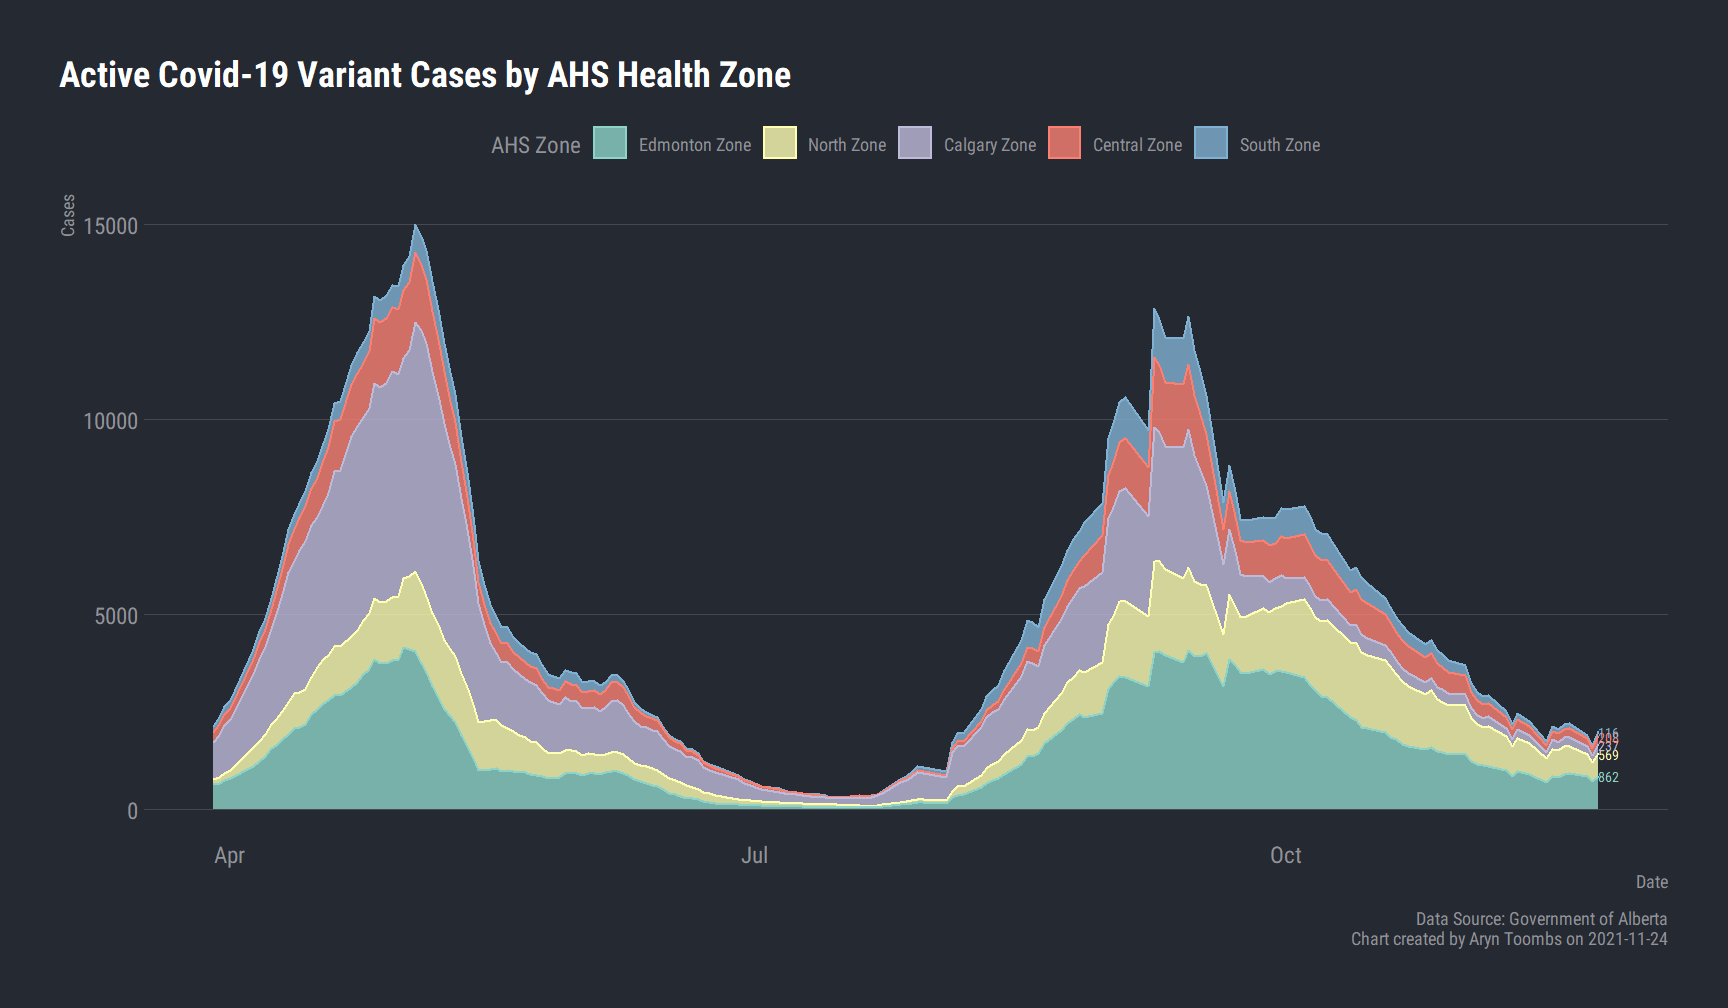 Active Covid-19 Variant Cases by AHS Health Zone
AHS Zone Edmonton Zone North Zone Calgary Zone Central Zone South Zone
Cases
15000
10000
5000
0
116
237
569
862
Apr Jul Oct
Date
Data Source: Government of Alberta
Chart created by Aryn Toombs on 2021-11-24